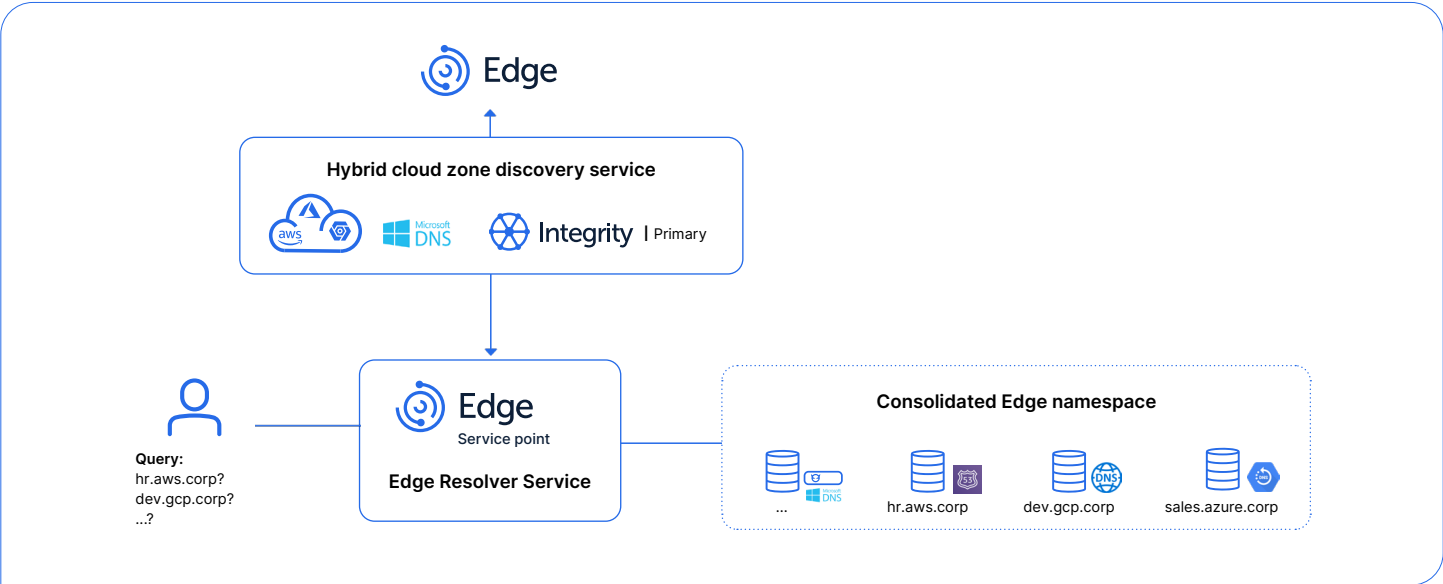 Edge
Hybrid cloud zone discovery service
aws
Microsoft
DNS
Integrity | Primary
Edge
Service point
Edge Resolver Service
Query:
hr.aws.corp?
dev.gcp.corp?
...?
Consolidated Edge namespace
Microsoft
DNS
53
DNS
DNS
...
hr.aws.corp
dev.gcp.corp
sales.azure.corp